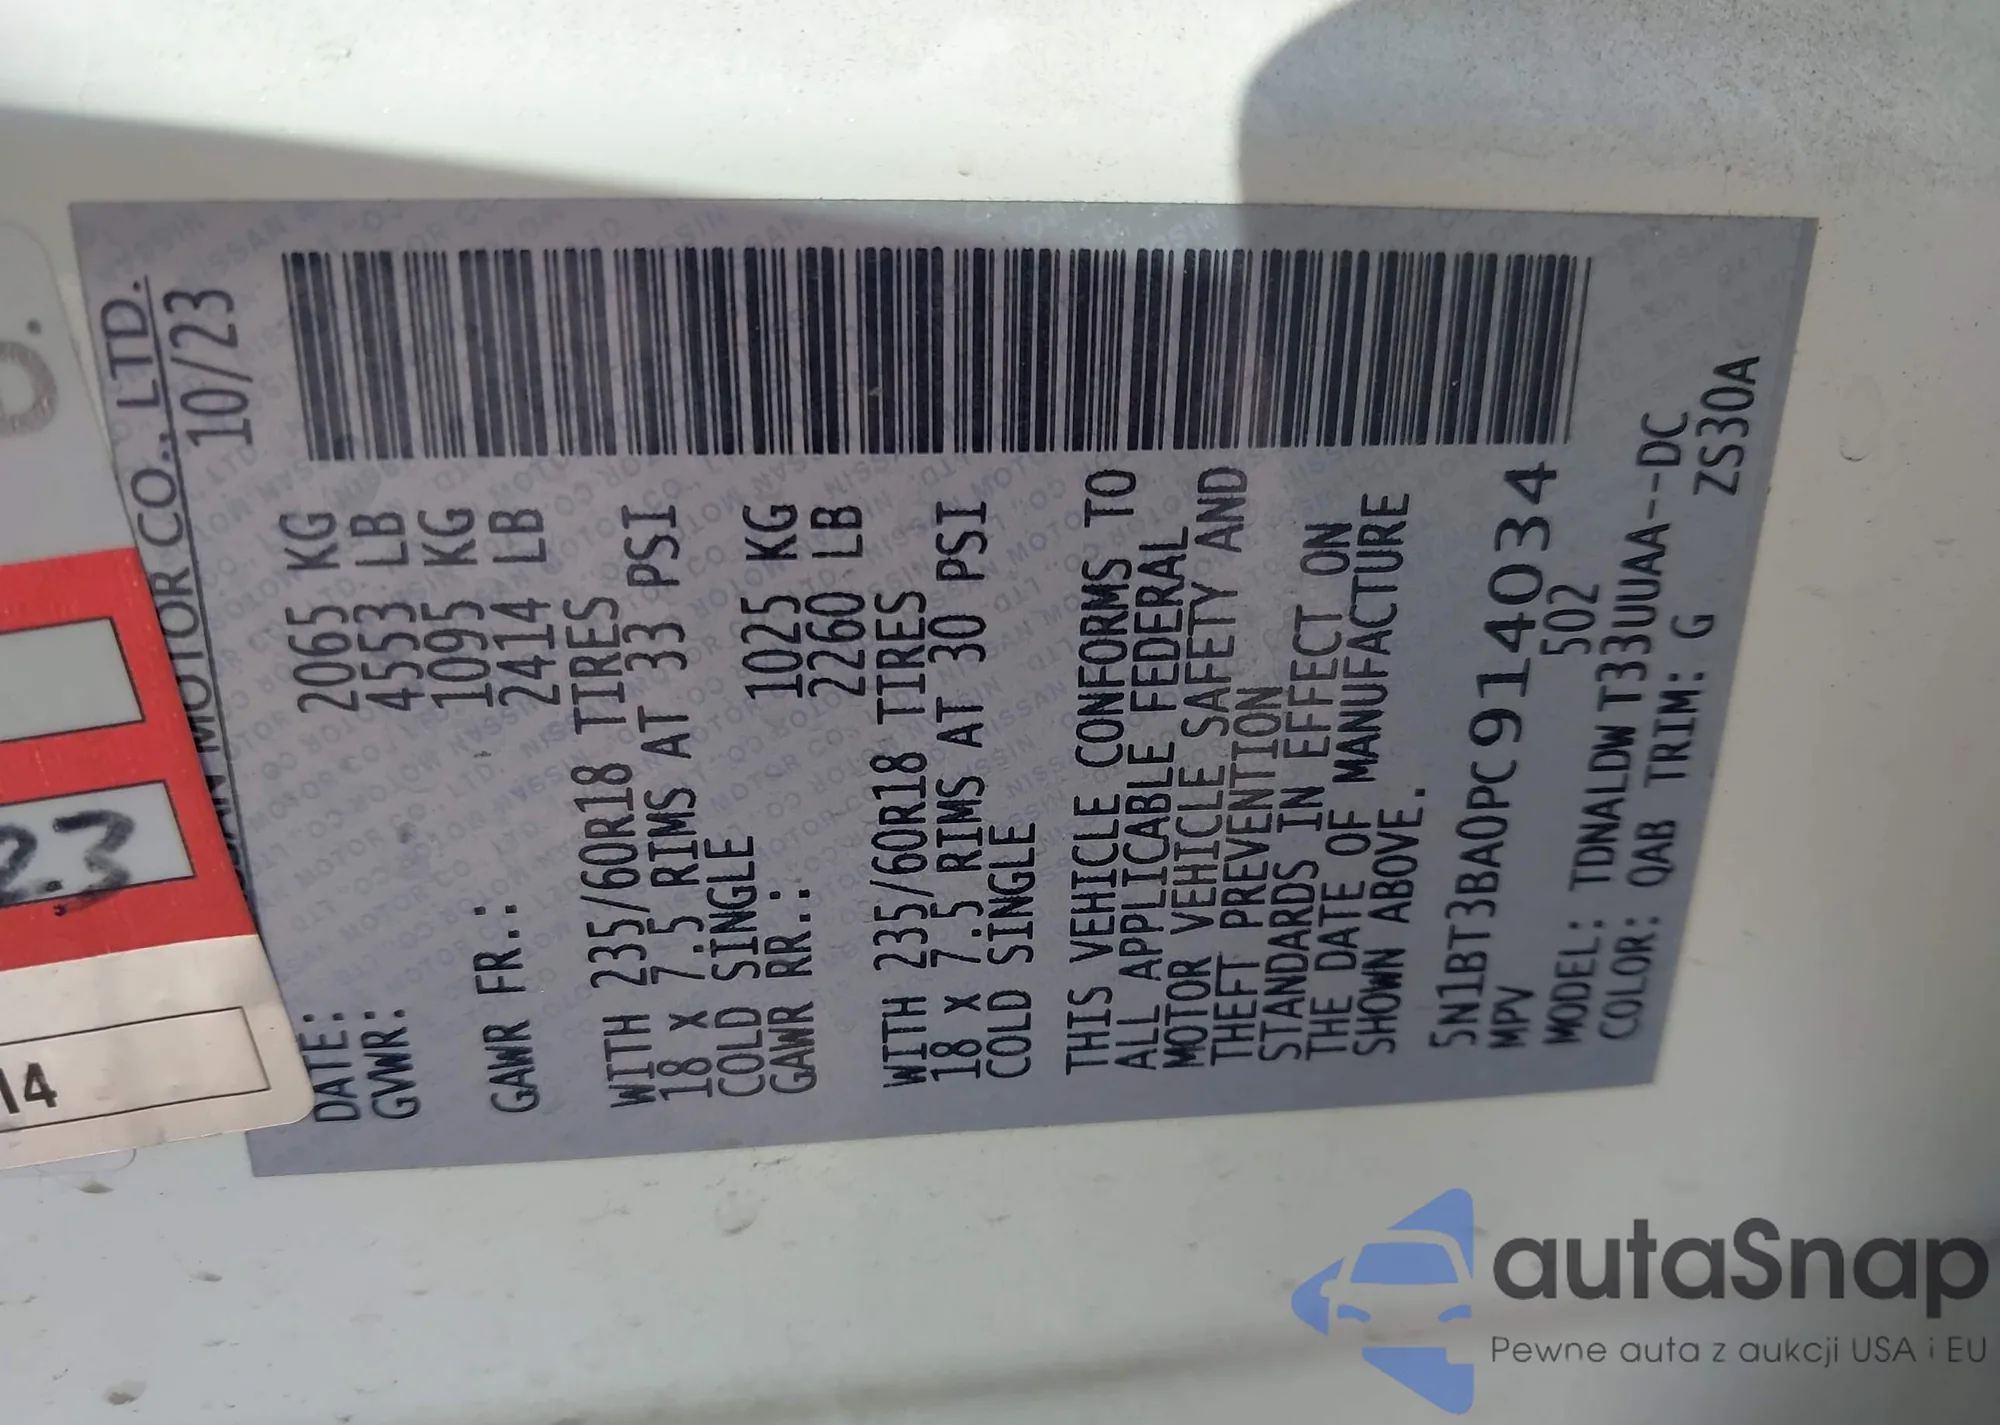 MOTOR CO., LTD.
DATE: 10/23
GVWR: 2065 KG
4553 LB
GAWR FR.: 1095 KG
2414 LB
WITH 235/60R18 TIRES
18 X 7.5 RIMS AT 33 PSI
COLD SINGLE
GAWR RR.: 1025 KG
2260 LB
WITH 235/60R18 TIRES
18 X 7.5 RIMS AT 30 PSI
COLD SINGLE
THIS VEHICLE CONFORMS TO
ALL APPLICABLE FEDERAL
MOTOR VEHICLE SAFETY AND
THEFT PREVENTION
STANDARDS IN EFFECT ON
THE DATE OF MANUFACTURE
SHOWN ABOVE.
5N1BT3BA0PC914034
MPV 502
MODEL: TDNALDW T33UUAA--DC
COLOR: QAB TRIM: G ZS30A
23
14
autaSnap
Pewne auta z aukcji USA i EU